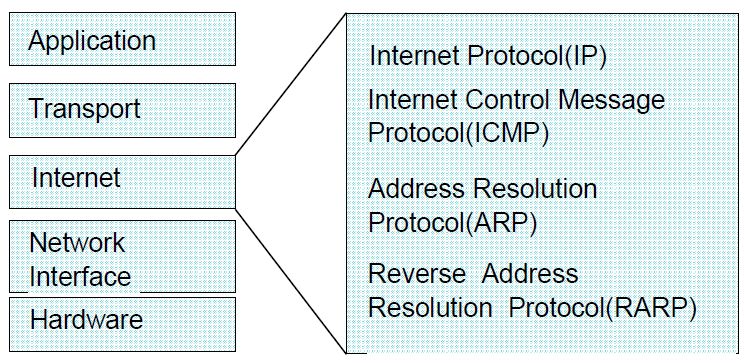 Application
Transport
Internet
Network
Interface
Hardware
Internet Protocol(IP)
Internet Control Message
Protocol(ICMP)
Address Resolution
Protocol(ARP)
Reverse Address
Resolution Protocol(RARP)